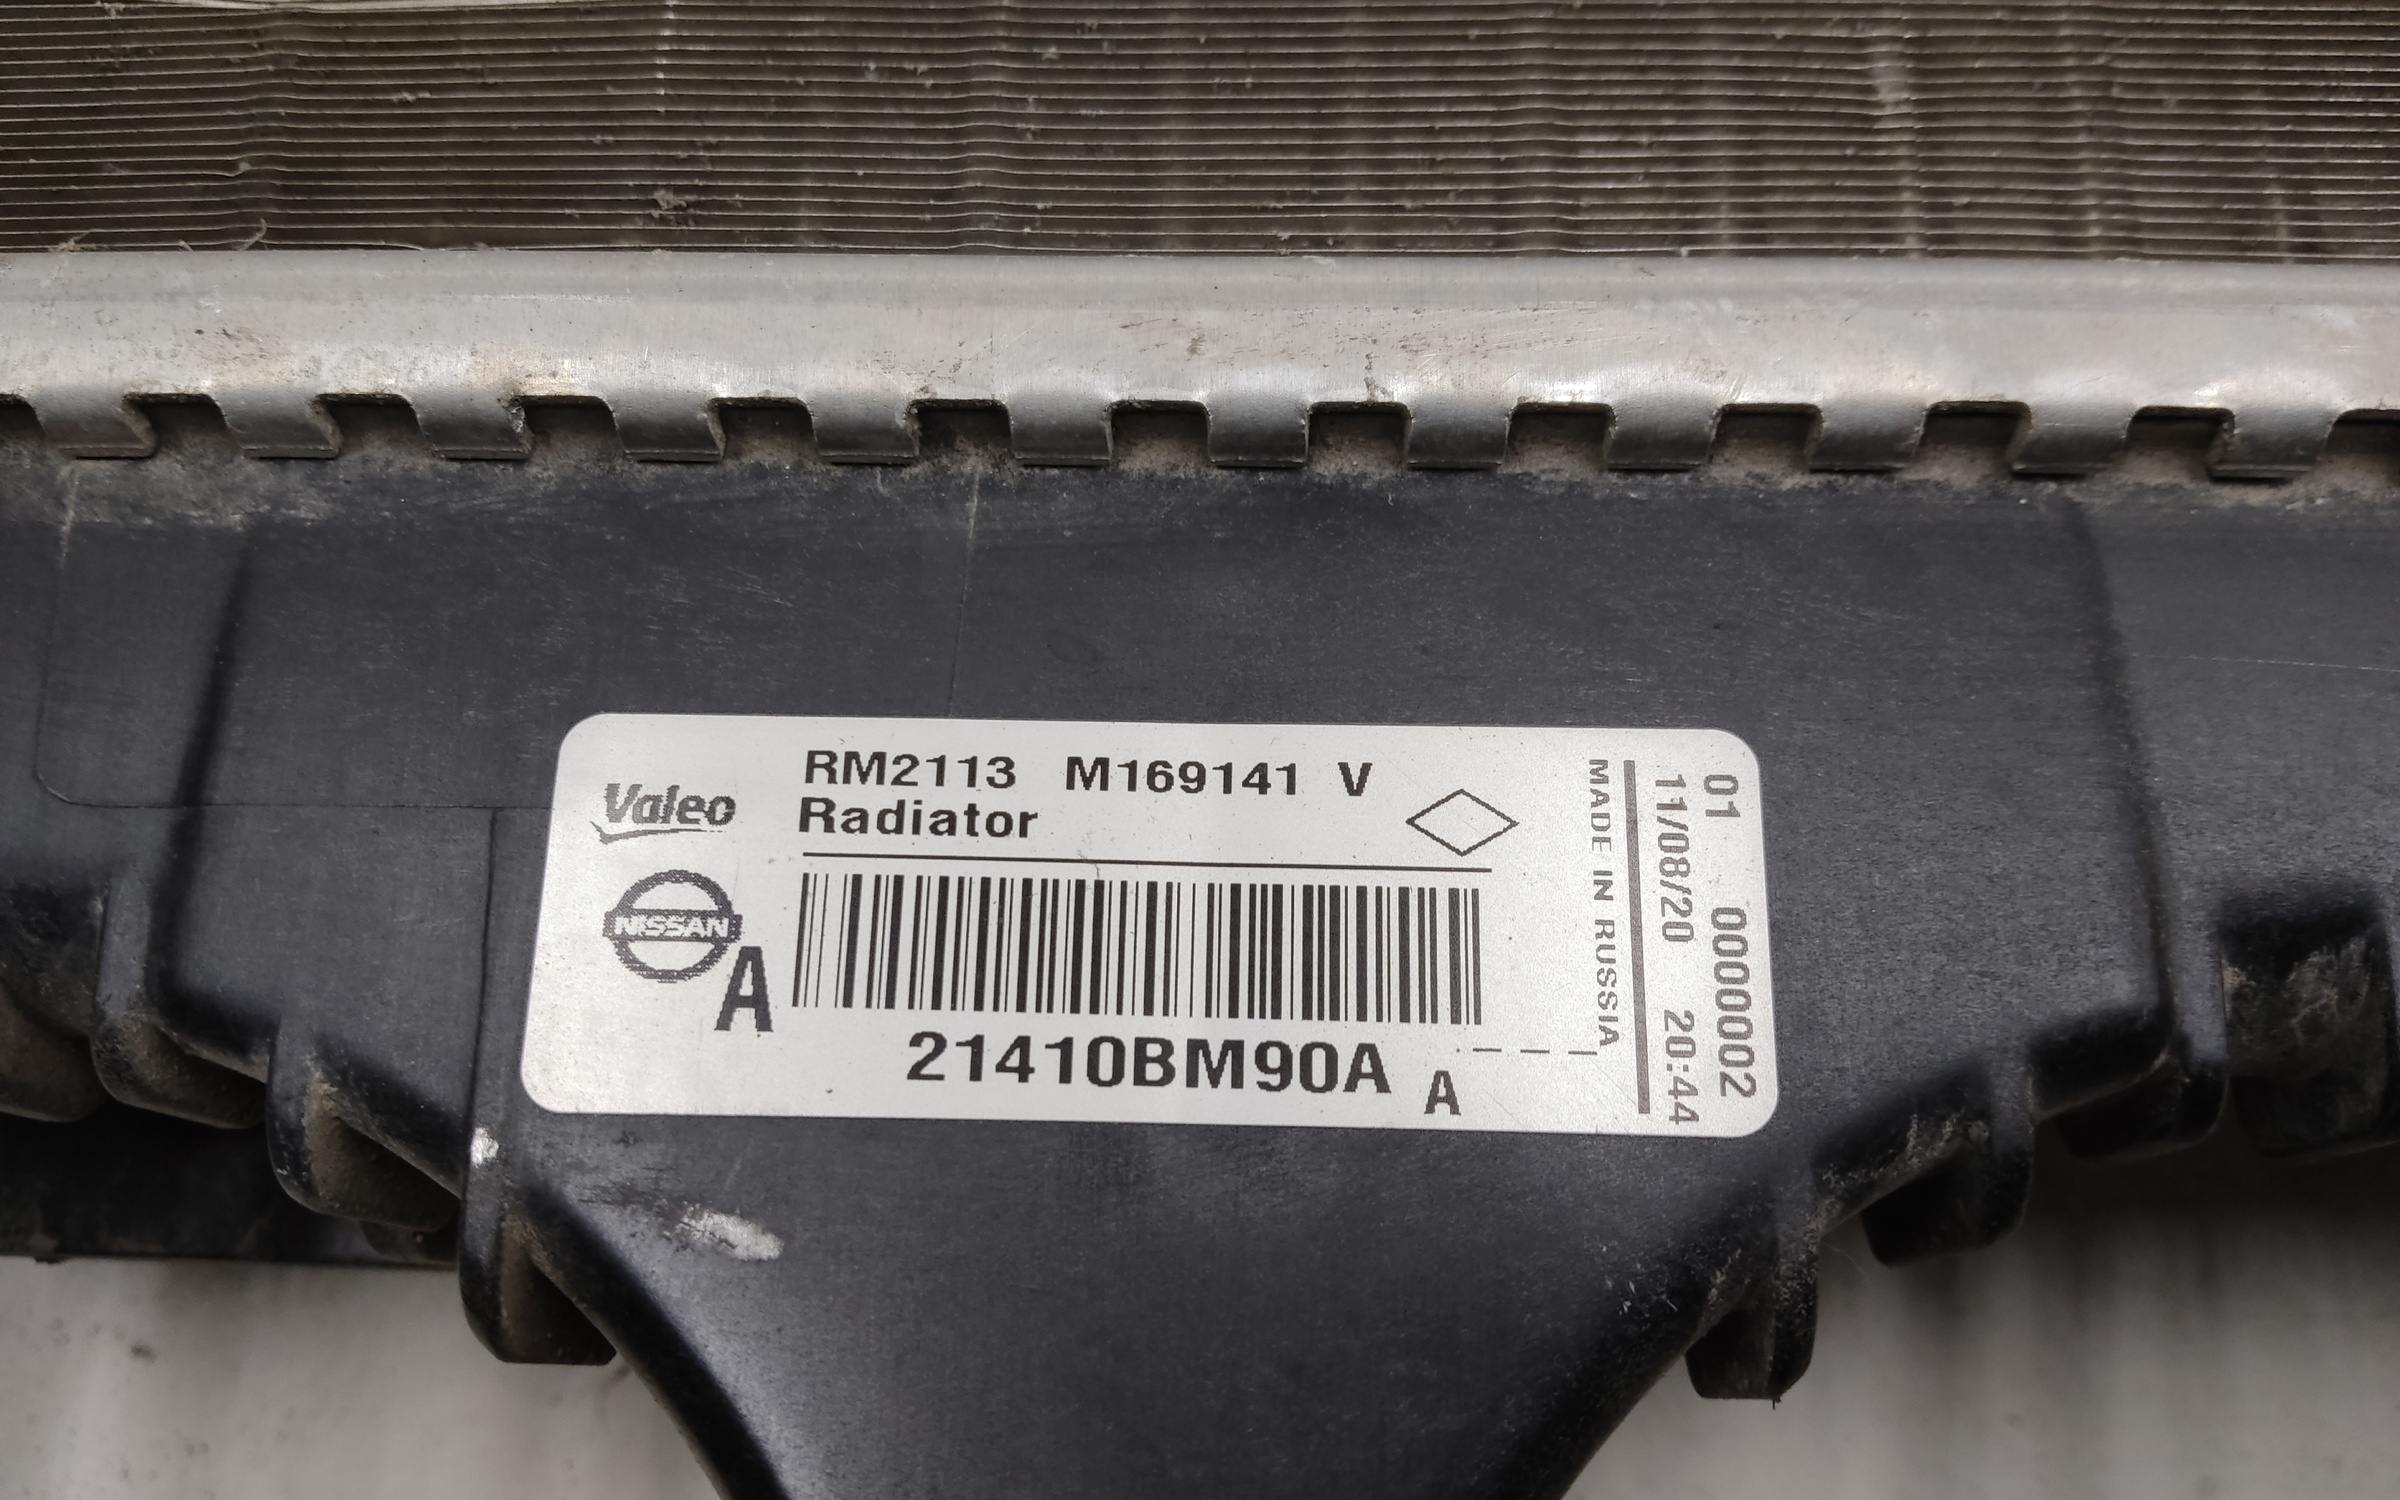 Valeo
RM2113 M169141 V
Radiator
NISSAN
A
21410BM90A A
MADE IN RUSSIA
11/08/20 20:44
01 0000002